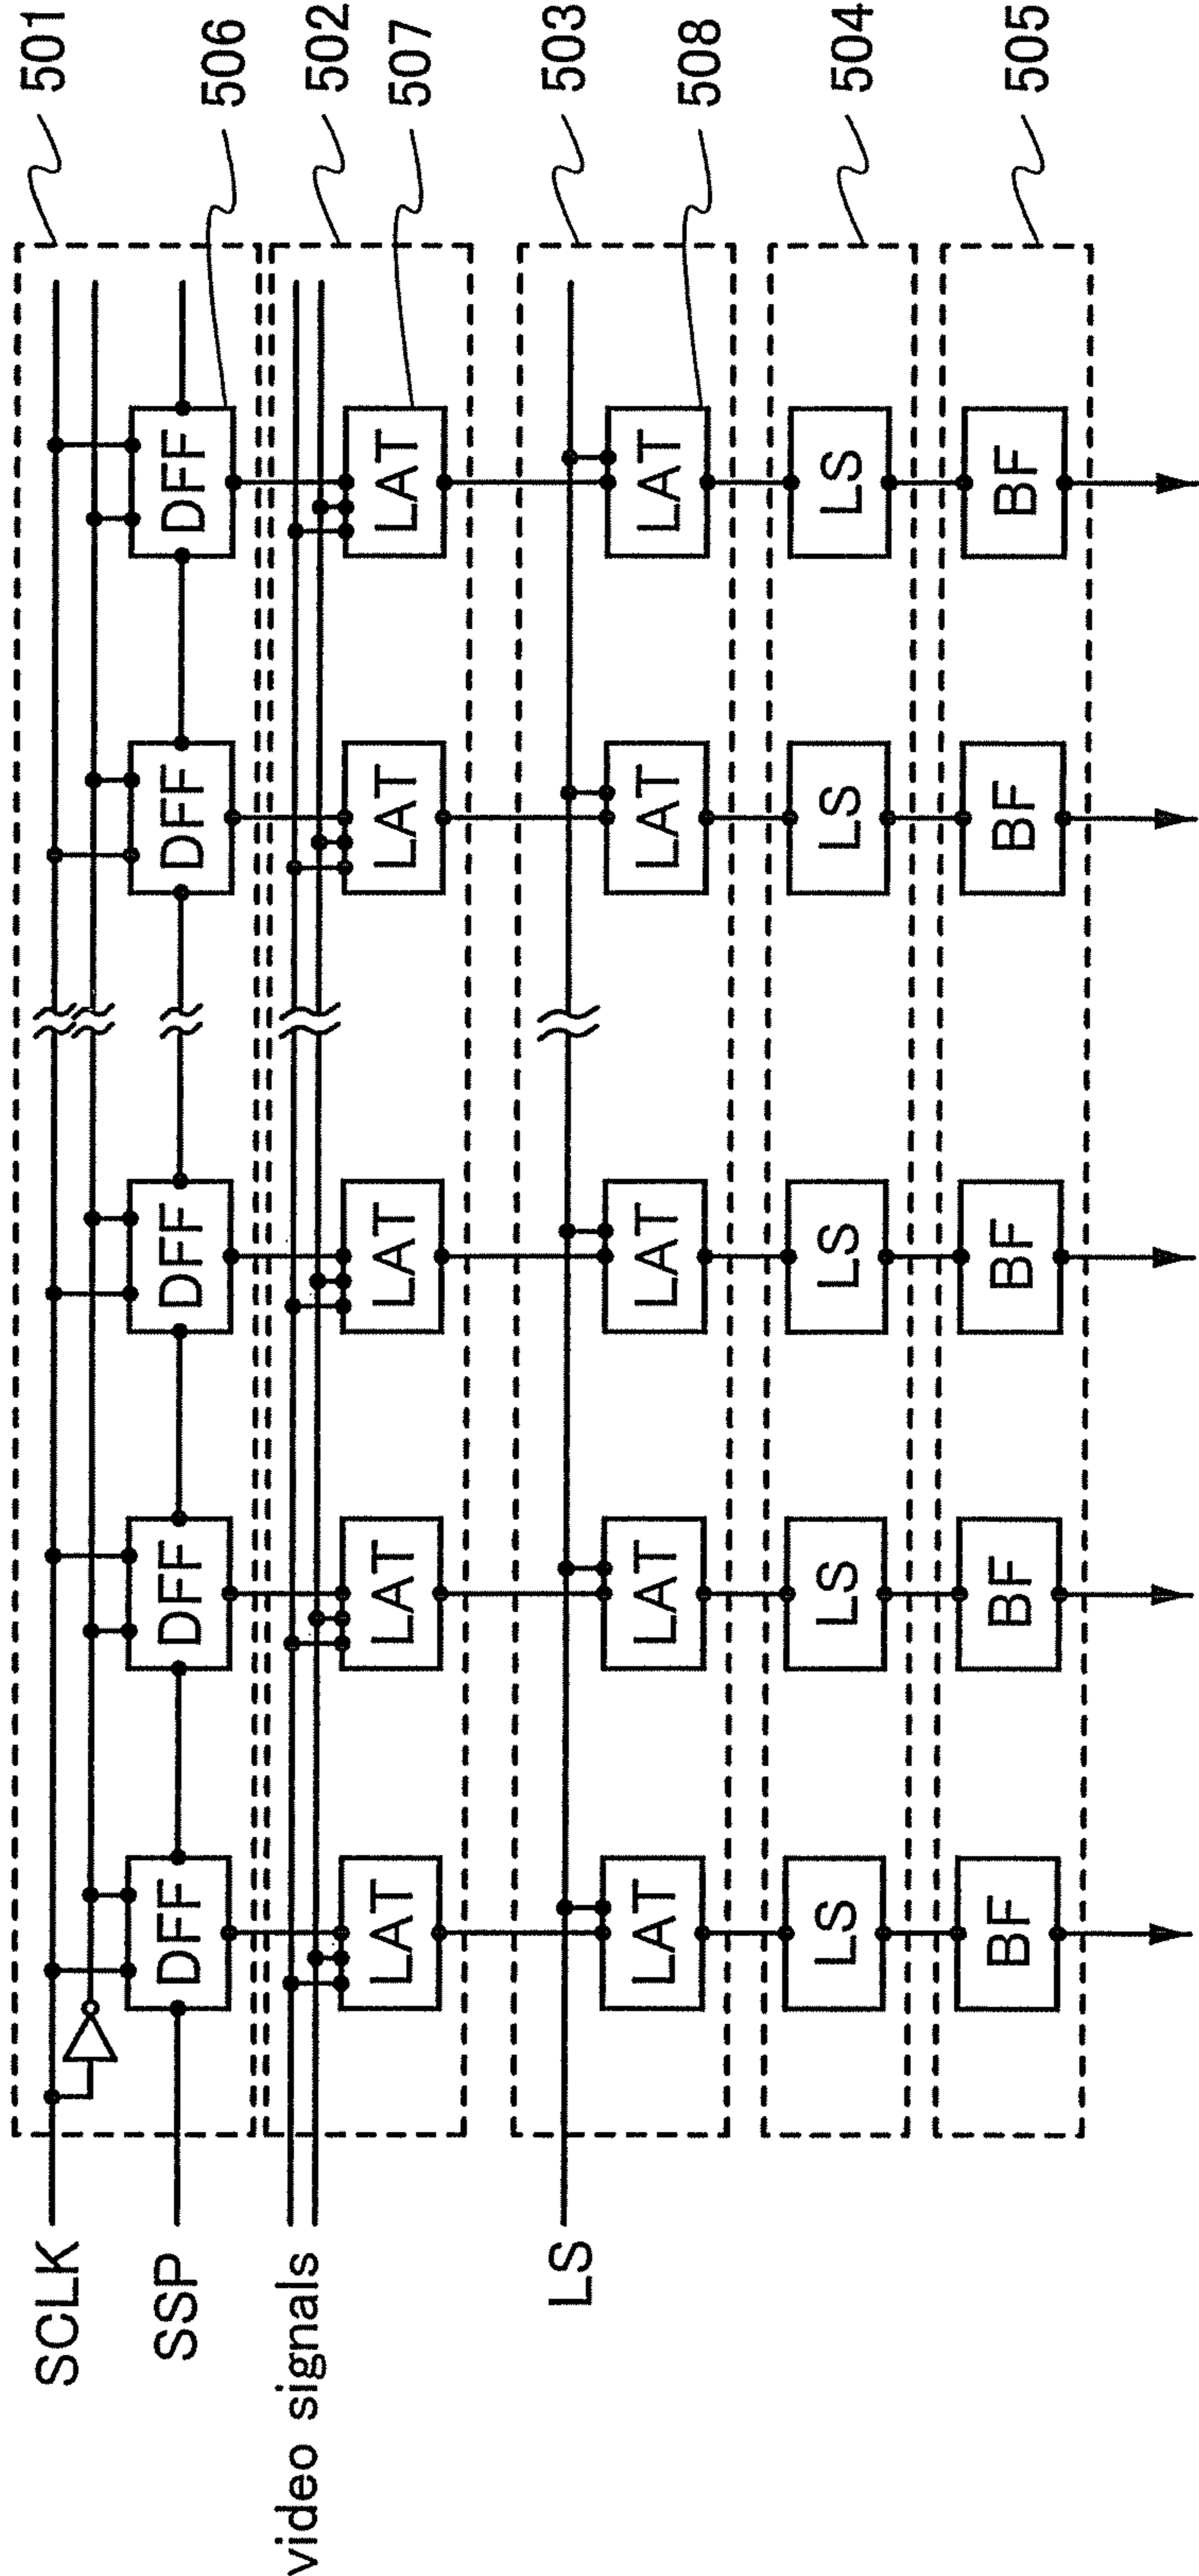 SCLK
501
SSP
DFF
DFF
DFF
DFF
DFF
506
video signals
502
LAT
LAT
LAT
LAT
LAT
507
LS
503
LAT
LAT
LAT
LAT
LAT
508
LS
LS
LS
LS
LS
504
BF
BF
BF
BF
BF
505